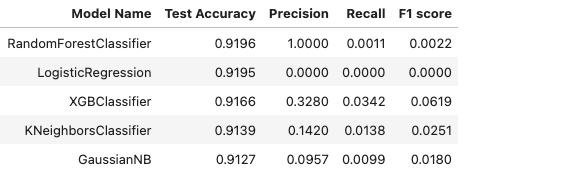 Model Name Test Accuracy Precision Recall F1 score
RandomForestClassifier 0.9196 1.0000 0.0011 0.0022
LogisticRegression 0.9195 0.0000 0.0000 0.0000
XGBClassifier 0.9166 0.3280 0.0342 0.0619
KNeighborsClassifier 0.9139 0.1420 0.0138 0.0251
GaussianNB 0.9127 0.0957 0.0099 0.0180